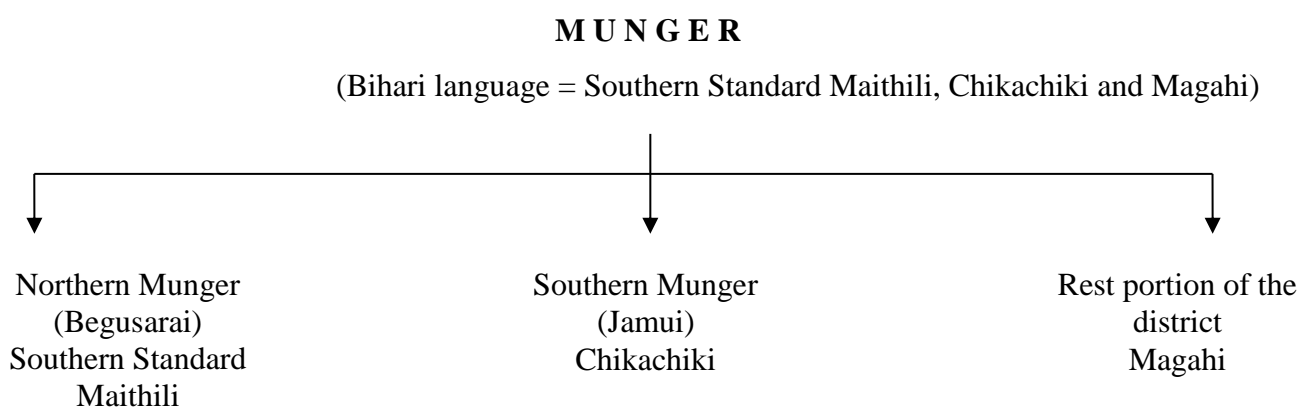 M U N G E R
(Bihari language = Southern Standard Maithili, Chikachiki and Magahi)
Northern Munger
(Begusarai)
Southern Standard
Maithili
Southern Munger
(Jamui)
Chikachiki
Rest portion of the
district
Magahi